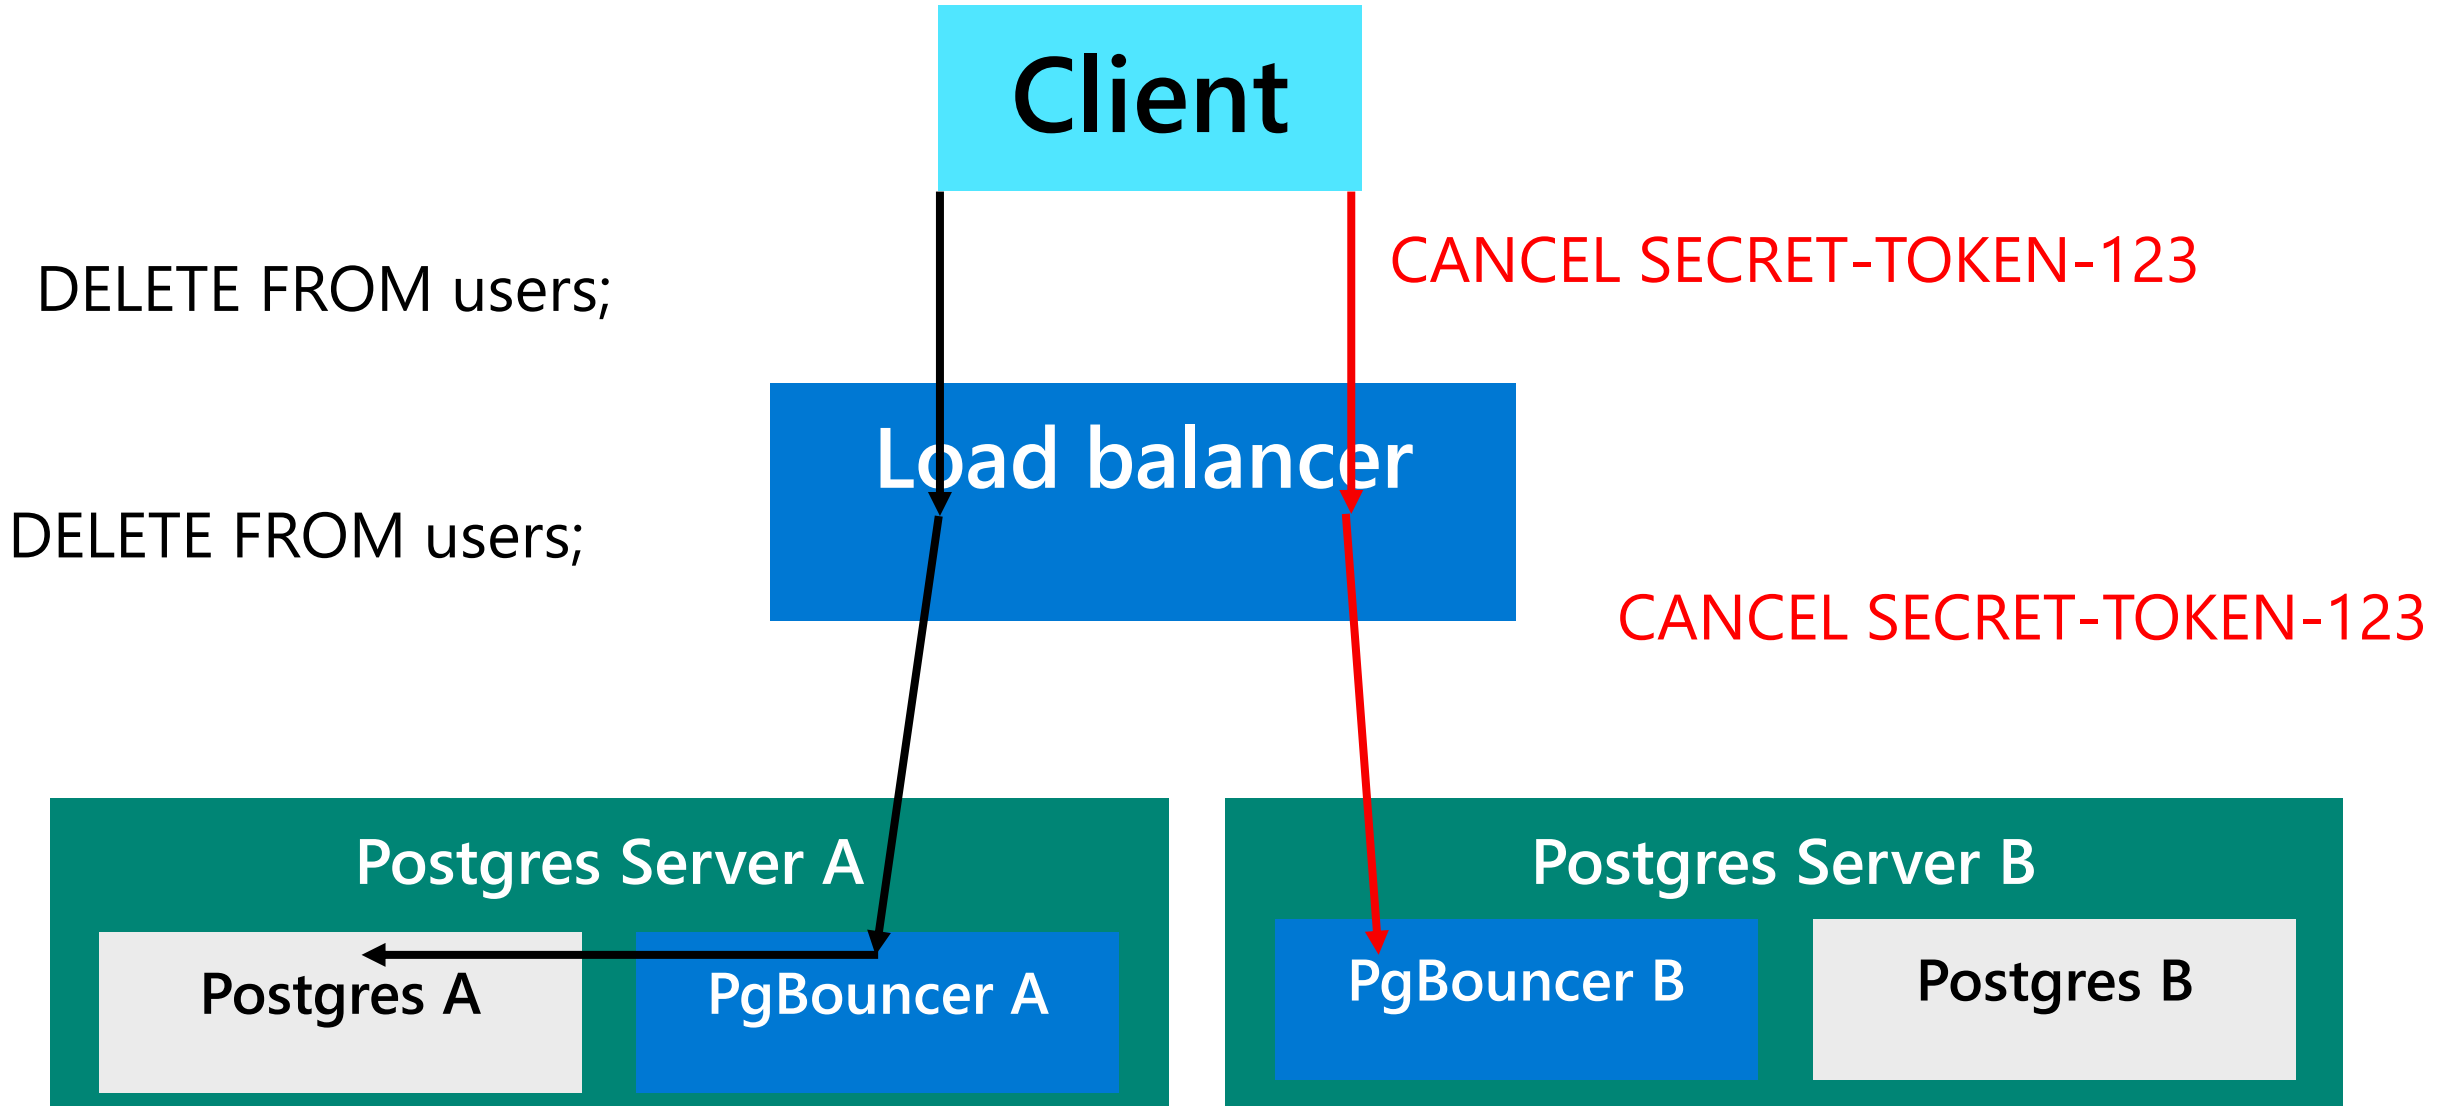 Client
CANCEL SECRET-TOKEN-123
DELETE FROM users;
Load balancer
DELETE FROM users;
CANCEL SECRET-TOKEN-123
Postgres Server A
Postgres Server B
Postgres A
PgBouncer A
PgBouncer B
Postgres B